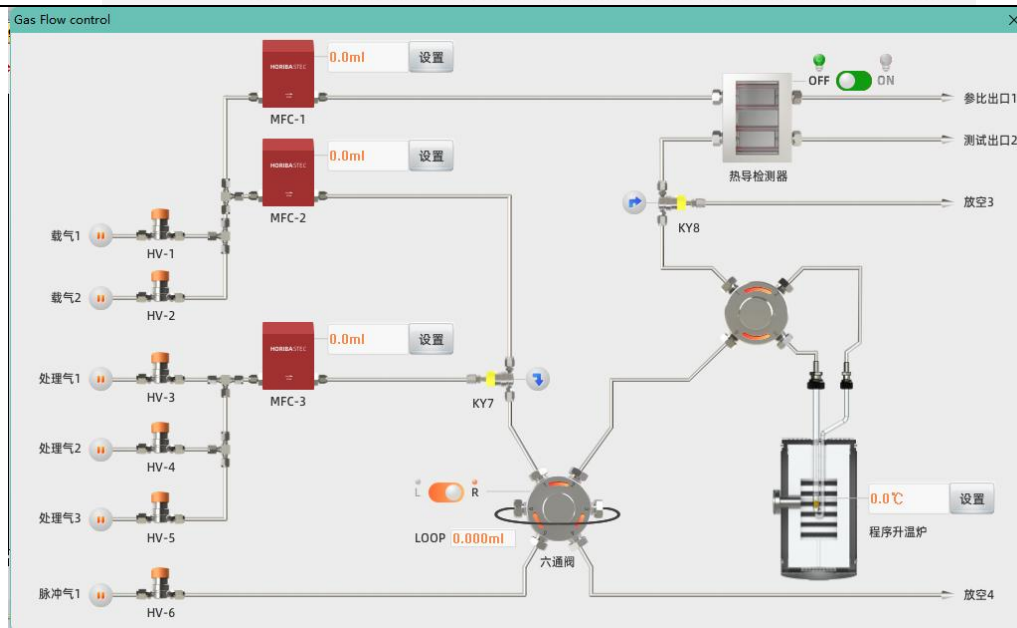 Gas Flow control
HORIBASTEC
0.0ml
设置
MFC-1
OFF
ON
参比出口1
测试出口2
热导检测器
HORIBASTEC
0.0ml
设置
MFC-2
放空3
KY8
载气1
HV-1
载气2
HV-2
HORIBASTEC
0.0ml
设置
MFC-3
KY7
处理气1
HV-3
处理气2
HV-4
处理气3
HV-5
L
R
LOOP
0.000ml
六通阀
0.0℃
设置
程序升温炉
脉冲气1
HV-6
放空4